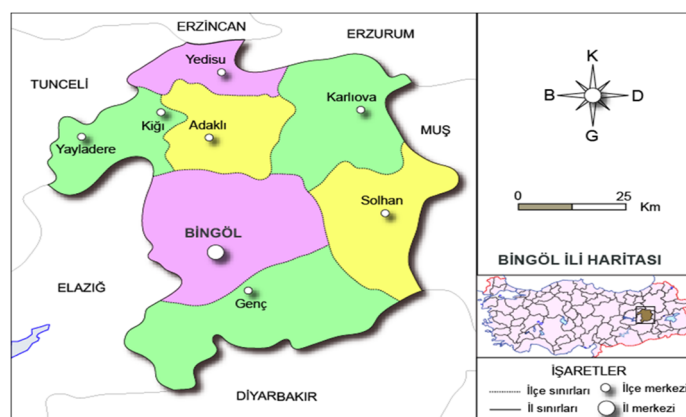 ERZİNCAN
ERZURUM
Yedisu
TUNCELİ
Karlıova
Kiğı
Adaklı
MUŞ
Yayladere
Solhan
BİNGÖL
ELAZIĞ
Genç
DİYARBAKIR
K
B
D
G
0
25
Km
BİNGÖL İLİ HARİTASI
İŞARETLER
İlçe sınırları
İlçe merkezi
İl sınırları
İl merkezi